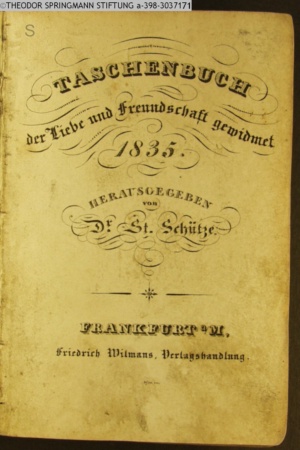 ©THEODOR SPRINGMANN STIFTUNG a-398-3037171
S
TASCHENBUCH
der Liebe und Freundschaft gewidmet
1835.
HERAUSGEGEBEN
von
Dr. St. Schütze.
FRANKFURT a/M,
Friedrich Wilmans, Verlagshandlung.